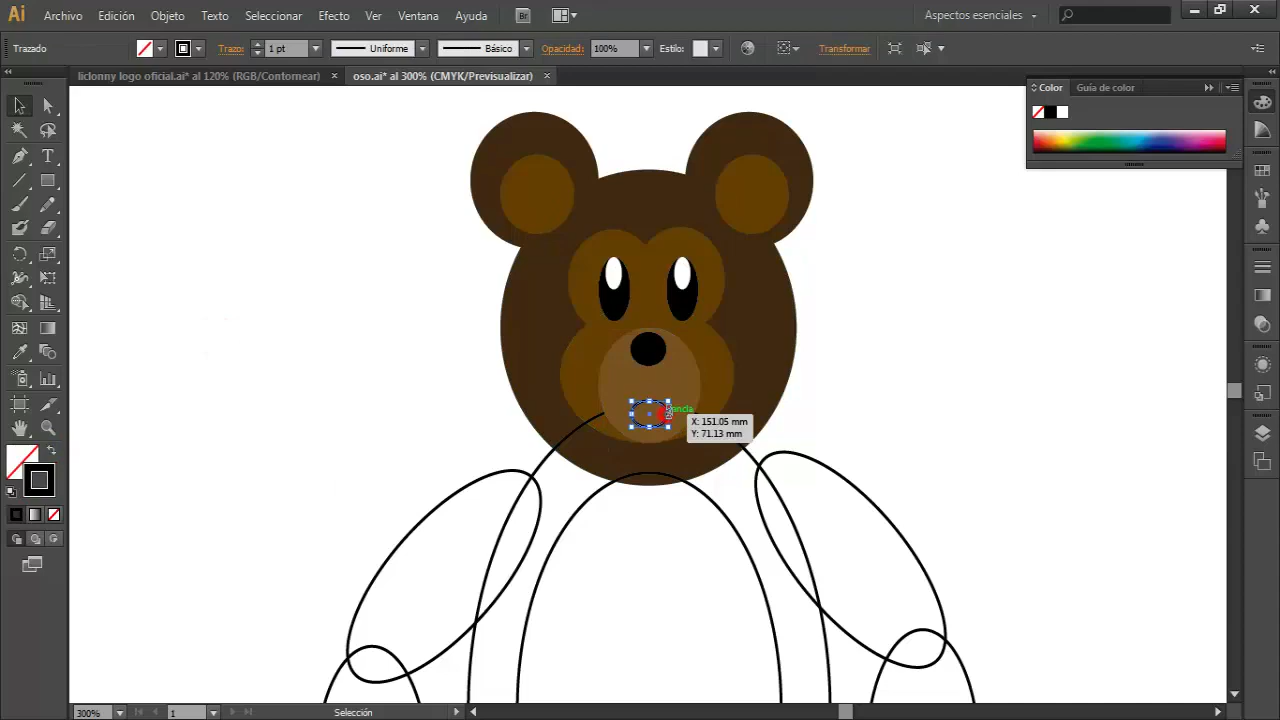 Ai Archivo Edición Objeto Texto Seleccionar Efecto Ver Ventana Ayuda Br Aspectos esenciales
Trazado Trazo: 1 pt Uniforme Básico Opacidad: 100% Estilo: Transformar
liclonny logo oficial.ai* al 120% (RGB/Contornear) × oso.ai* al 300% (CMYK/Previsualizar) ×
Color Guía de color
X: 151.05 mm
Y: 71.13 mm
300% 1 Selección